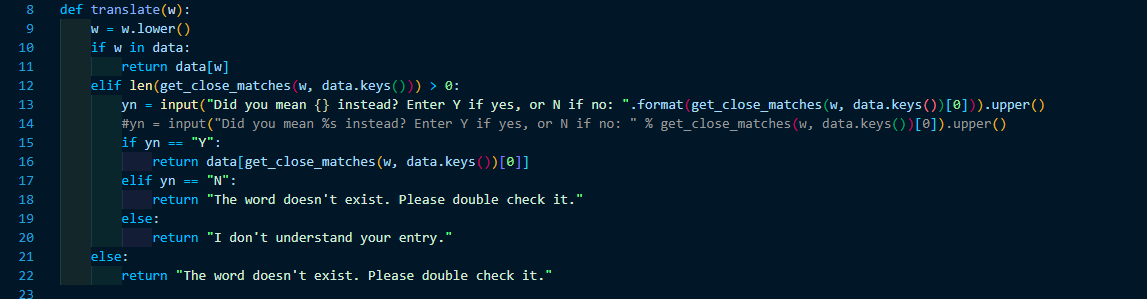 8 def translate(w):
9     w = w.lower()
10     if w in data:
11         return data[w]
12     elif len(get_close_matches(w, data.keys())) > 0:
13         yn = input("Did you mean {} instead? Enter Y if yes, or N if no: ".format(get_close_matches(w, data.keys())[0])).upper()
14         #yn = input("Did you mean %s instead? Enter Y if yes, or N if no: " % get_close_matches(w, data.keys())[0]).upper()
15         if yn == "Y":
16             return data[get_close_matches(w, data.keys())[0]]
17         elif yn == "N":
18             return "The word doesn't exist. Please double check it."
19         else:
20             return "I don't understand your entry."
21     else:
22         return "The word doesn't exist. Please double check it."
23